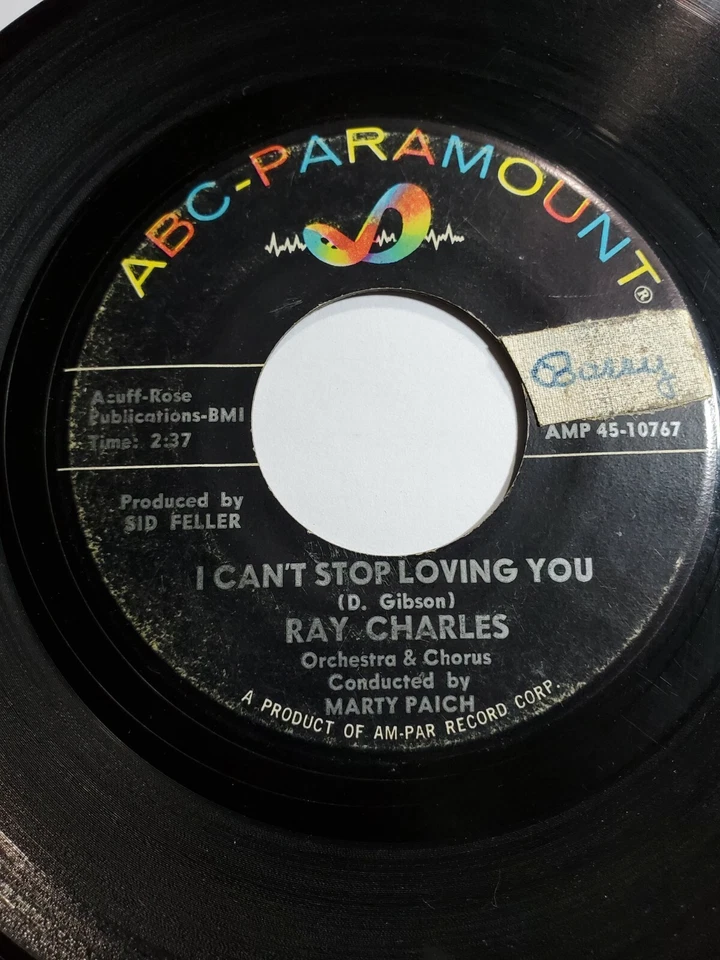 ABC-PARAMOUNT®
Barry
Acuff-Rose
Publications-BMI
Time: 2:37
AMP 45-10767
Produced by
SID FELLER
I CAN'T STOP LOVING YOU
(D. Gibson)
RAY CHARLES
Orchestra & Chorus
Conducted by
MARTY PAICH
A PRODUCT OF AM-PAR RECORD CORP.